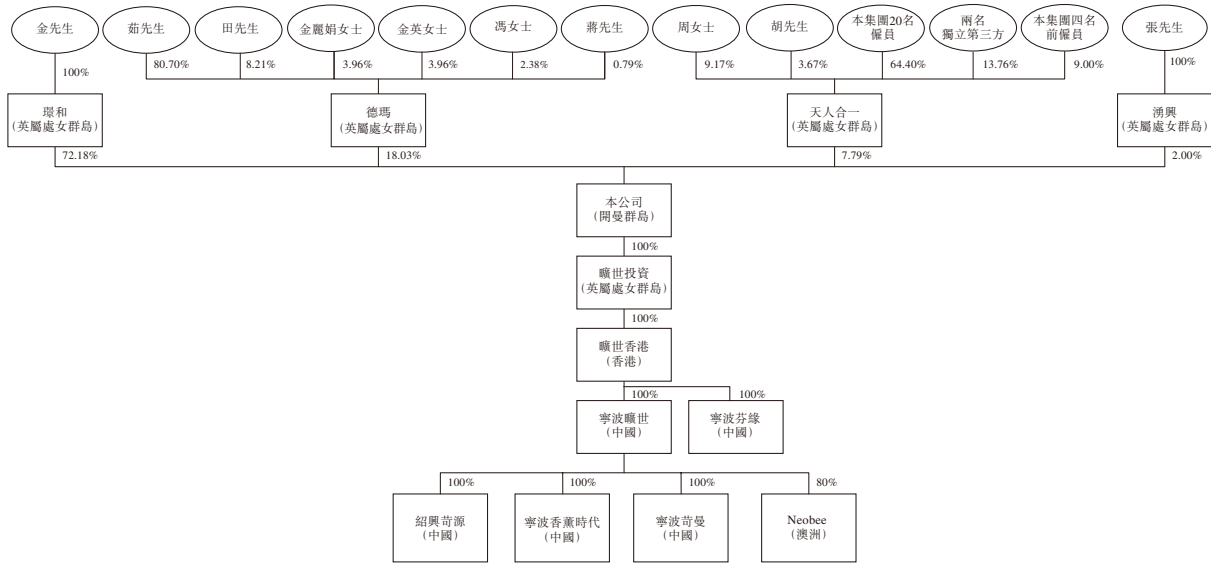 金先生
茹先生
田先生
金麗娟女士
金英女士
馮女士
蔣先生
周女士
胡先生
本集團20名
僱員
兩名
獨立第三方
本集團四名
前僱員
張先生
100%
80.70%
8.21%
3.96%
3.96%
2.38%
0.79%
9.17%
3.67%
64.40%
13.76%
9.00%
100%
璟和
(英屬處女群島)
德瑪
(英屬處女群島)
天人合一
(英屬處女群島)
湧興
(英屬處女群島)
72.18%
18.03%
7.79%
2.00%
本公司
(開曼群島)
100%
曠世投資
(英屬處女群島)
100%
曠世香港
(香港)
100%
100%
寧波曠世
(中國)
寧波芬緣
(中國)
100%
100%
100%
80%
紹興苛源
(中國)
寧波香薰時代
(中國)
寧波苛曼
(中國)
Neobee
(澳洲)